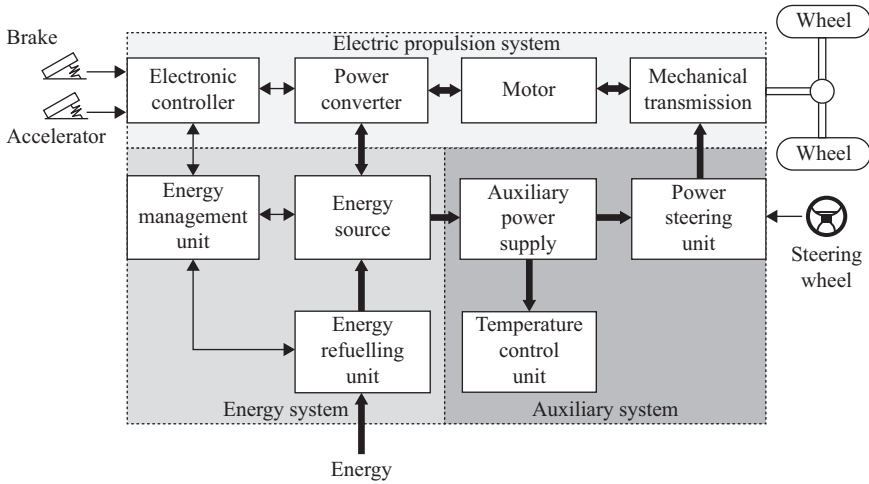 Wheel
Brake
Electric propulsion system
Electronic
controller
Power
converter
Motor
Mechanical
transmission
Accelerator
Wheel
Energy
management
unit
Energy
source
Auxiliary
power
supply
Power
steering
unit
Steering
wheel
Energy
refuelling
unit
Temperature
control
unit
Energy system
Auxiliary system
Energy